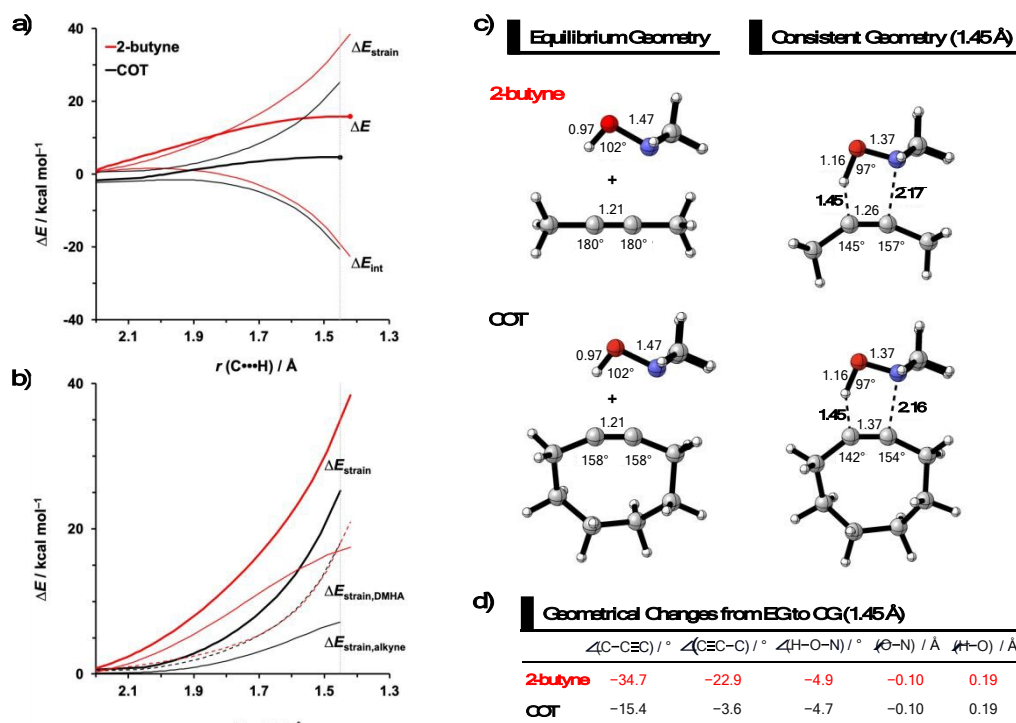 a)
40
20
0
-20
-40
ΔE / kcal mol⁻¹
2-butyne
COT
ΔE_strain
ΔE
ΔE_int
2.1 1.9 1.7 1.5 1.3
r (C•••H) / Å
b)
40
20
0
ΔE / kcal mol⁻¹
ΔE_strain
ΔE_strain,DMHA
ΔE_strain,alkyne
2.1 1.9 1.7 1.5 1.3
c)
Equilibrium Geometry
Consistent Geometry (1.45 Å)
2-butyne
0.97
1.47
102°
+
1.21
180° 180°
1.37
1.16
97°
1.45
2.17
1.26
145° 157°
COT
0.97
1.47
102°
+
1.21
158° 158°
1.37
1.16
97°
1.45
2.16
1.37
142° 154°
d)
Geometrical Changes from EG to CG (1.45 Å)
∠(C−C≡C) / ° ∠(C≡C−C) / ° ∠(H−O−N) / ° (O−N) / Å (H−O) / Å
2-butyne −34.7 −22.9 −4.9 −0.10 0.19
COT −15.4 −3.6 −4.7 −0.10 0.19